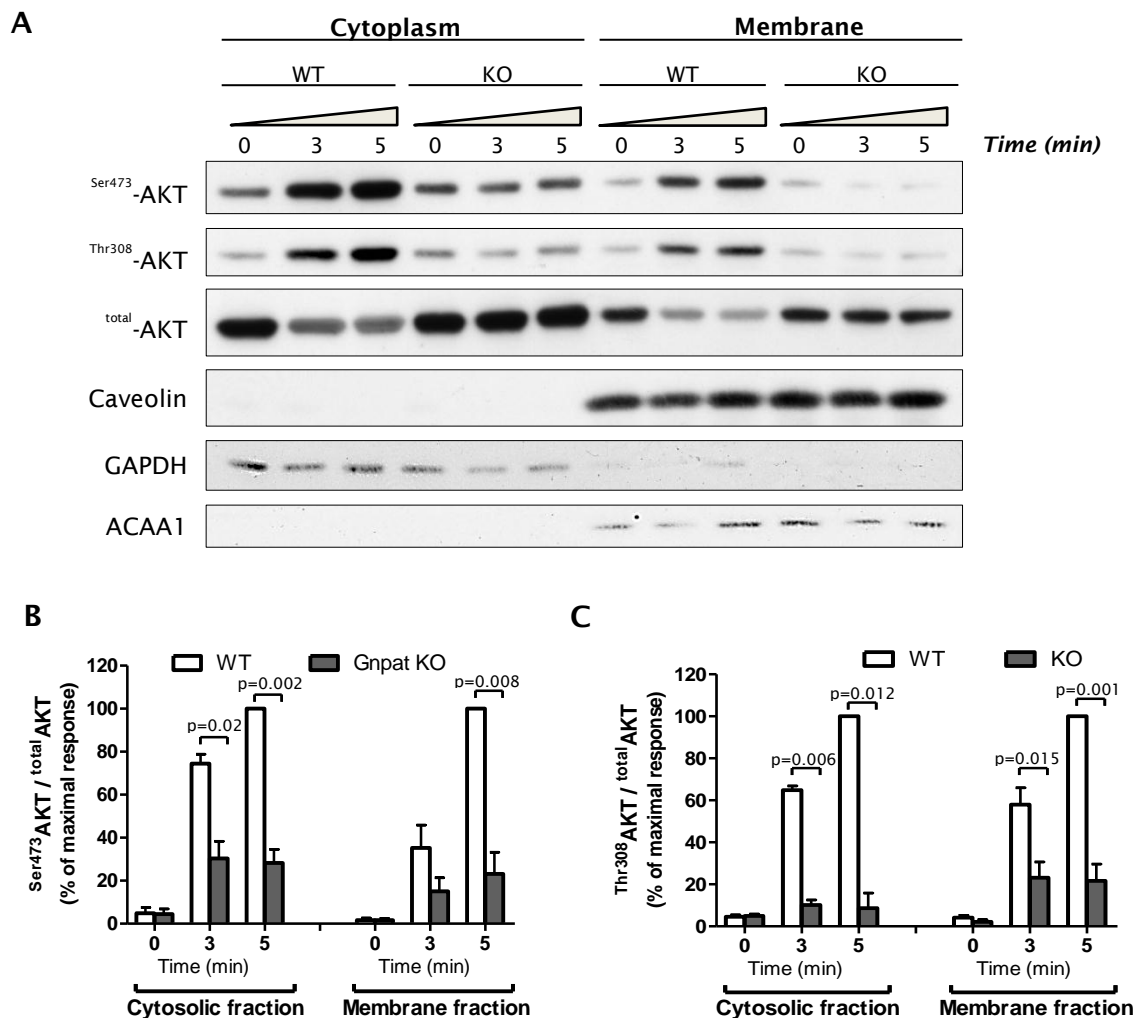 A
Cytoplasm Membrane
WT KO WT KO
0 3 5 0 3 5 0 3 5 0 3 5 Time (min)
Ser473-AKT
Thr308-AKT
total-AKT
Caveolin
GAPDH
ACAA1
B
WT Gnpat KO
Ser473AKT / totalAKT
(% of maximal response)
120
100
80
60
40
20
0
p=0.02
p=0.002
p=0.008
0 3 5 0 3 5
Time (min) Time (min)
Cytosolic fraction Membrane fraction
C
WT KO
Thr308AKT / totalAKT
(% of maximal response)
120
100
80
60
40
20
0
p=0.006
p=0.012
p=0.015
p=0.001
0 3 5 0 3 5
Time (min) Time (min)
Cytosolic fraction Membrane fraction